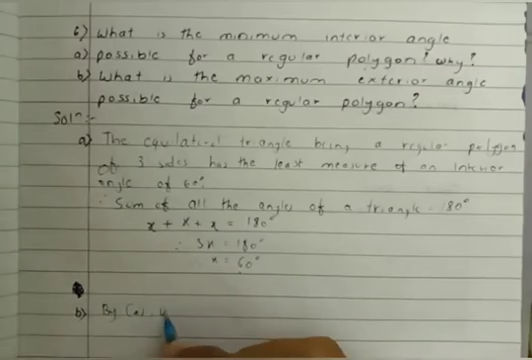 6) What is the minimum interior angle
a) possible for a regular polygon? why?
b) What is the maximum exterior angle
possible for a regular polygon?
Soln:-
a) The equilateral triangle being a regular polygon
of 3 sides has the least measure of an interior
angle of 60°.
∴ Sum of all the angles of a triangle = 180°
x + x + x = 180°
∴ 3x = 180°
x = 60°
b) By (a),